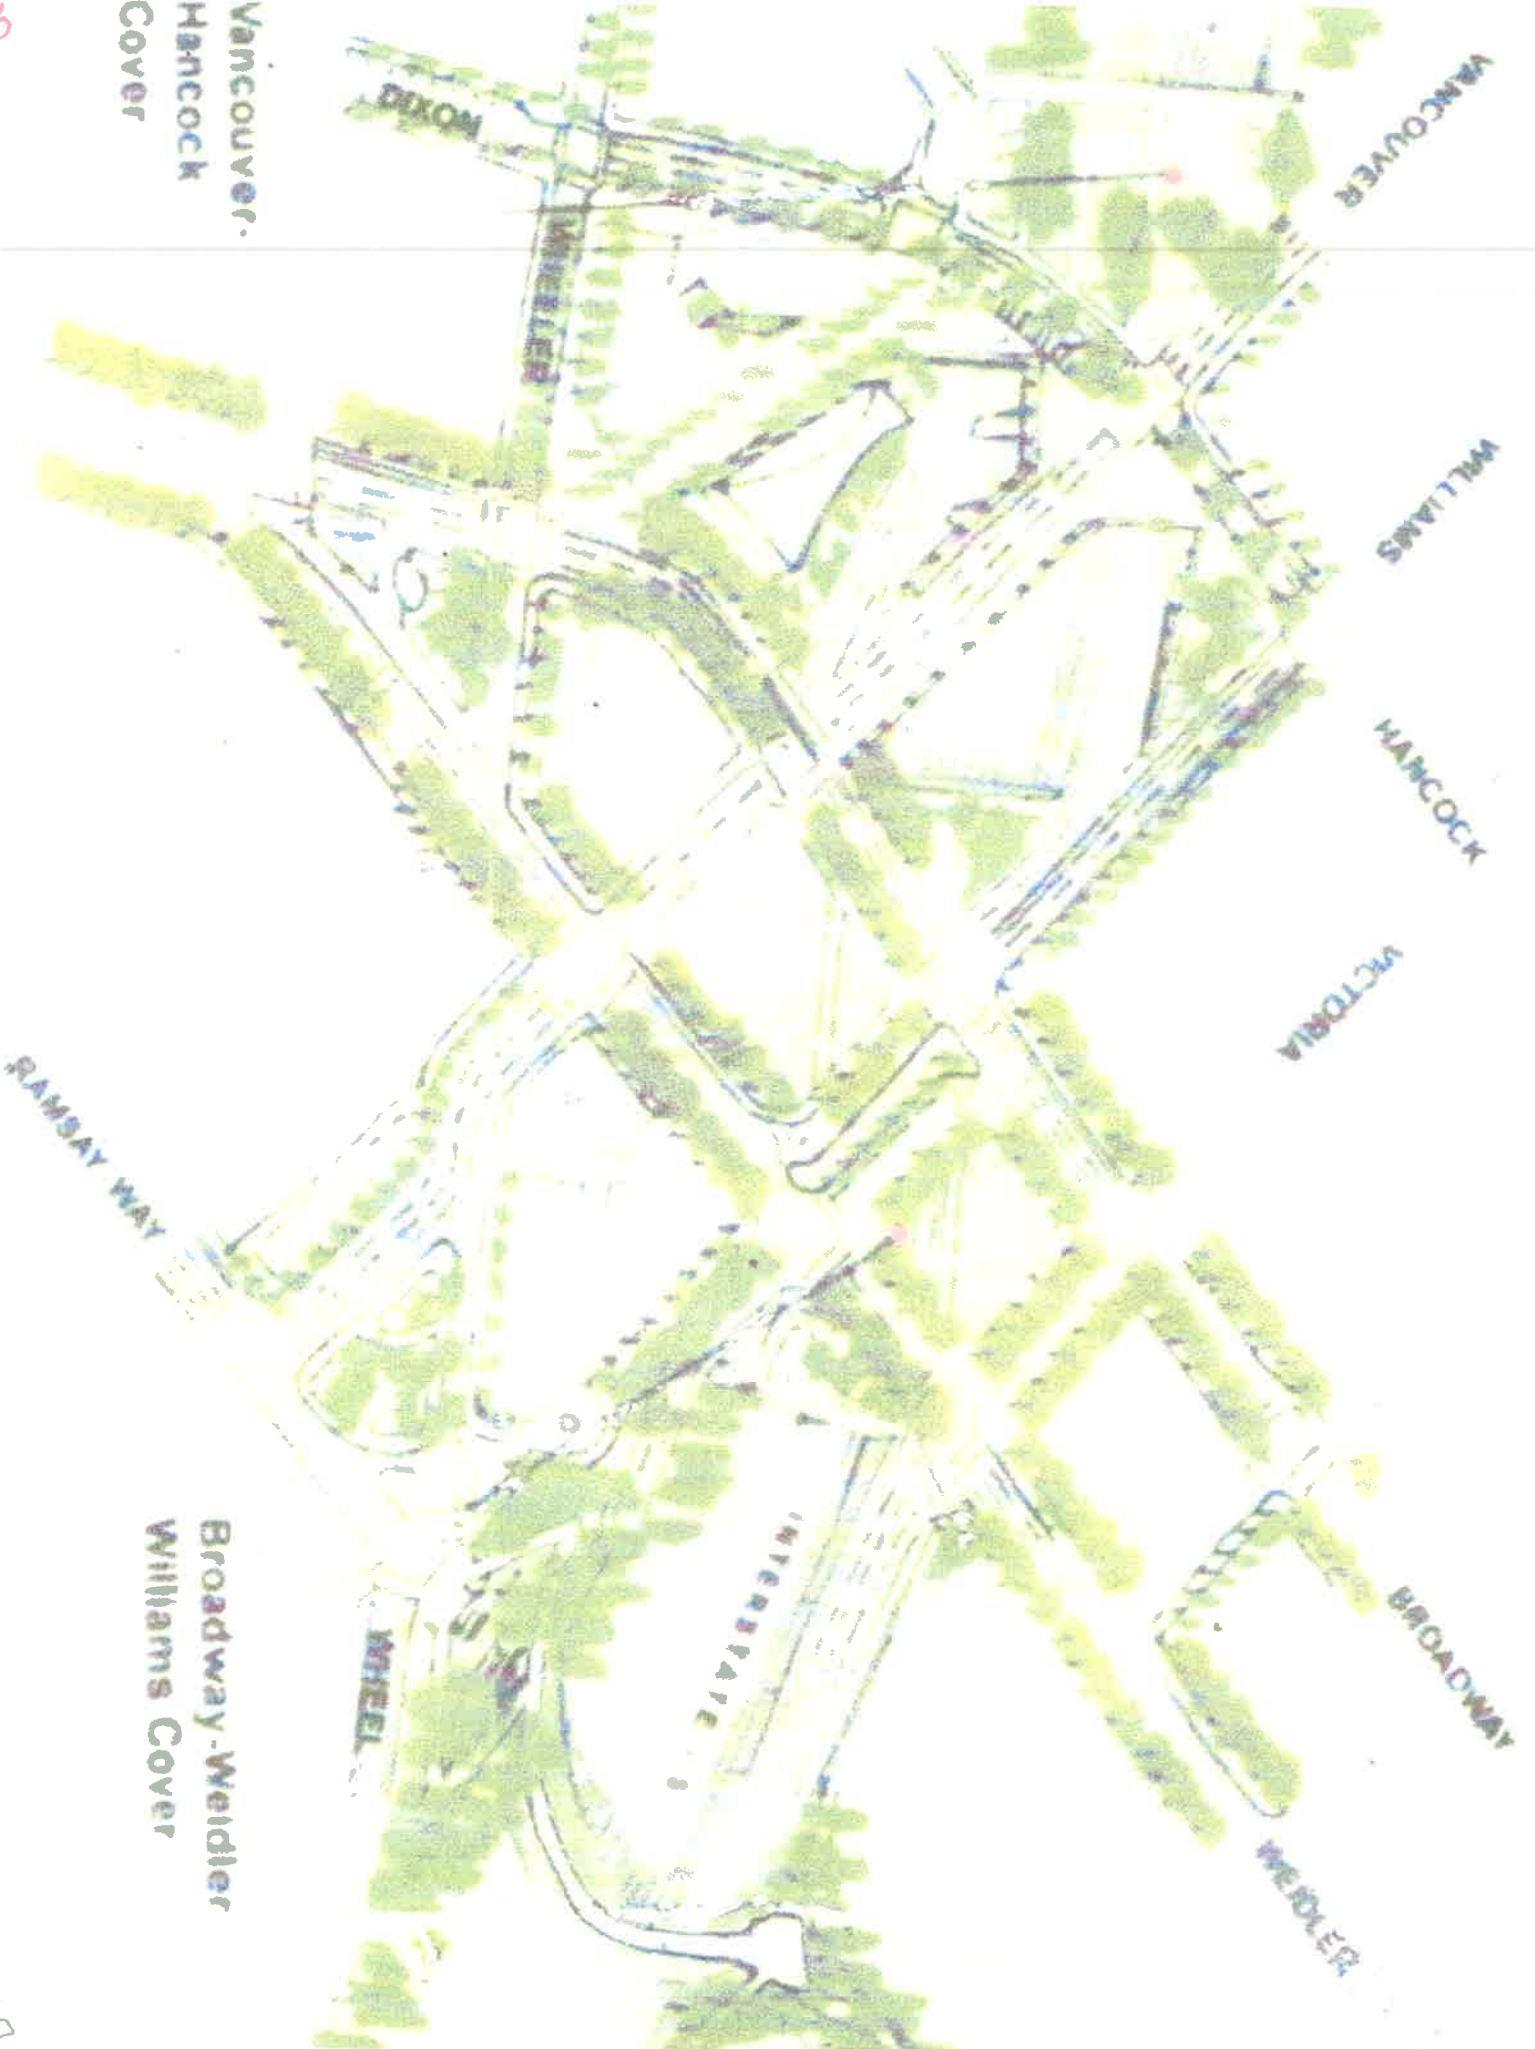 Vancouver-
Hancock
Cover
DIXON
WHEELER
VANCOUVER
WILLIAMS
HANCOCK
VICTORIA
RAMSAY WAY
INTERSTATE
BROADWAY
WEIDLER
WHEEL
Broadway-Weidler
Williams Cover